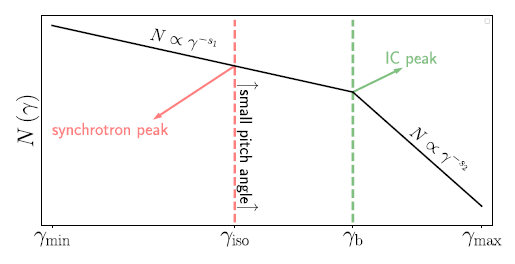 N ∝ γ^{-s_1}
IC peak
synchrotron peak
small pitch angle
N ∝ γ^{-s_2}
N (γ)
γ_min γ_iso γ_b γ_max